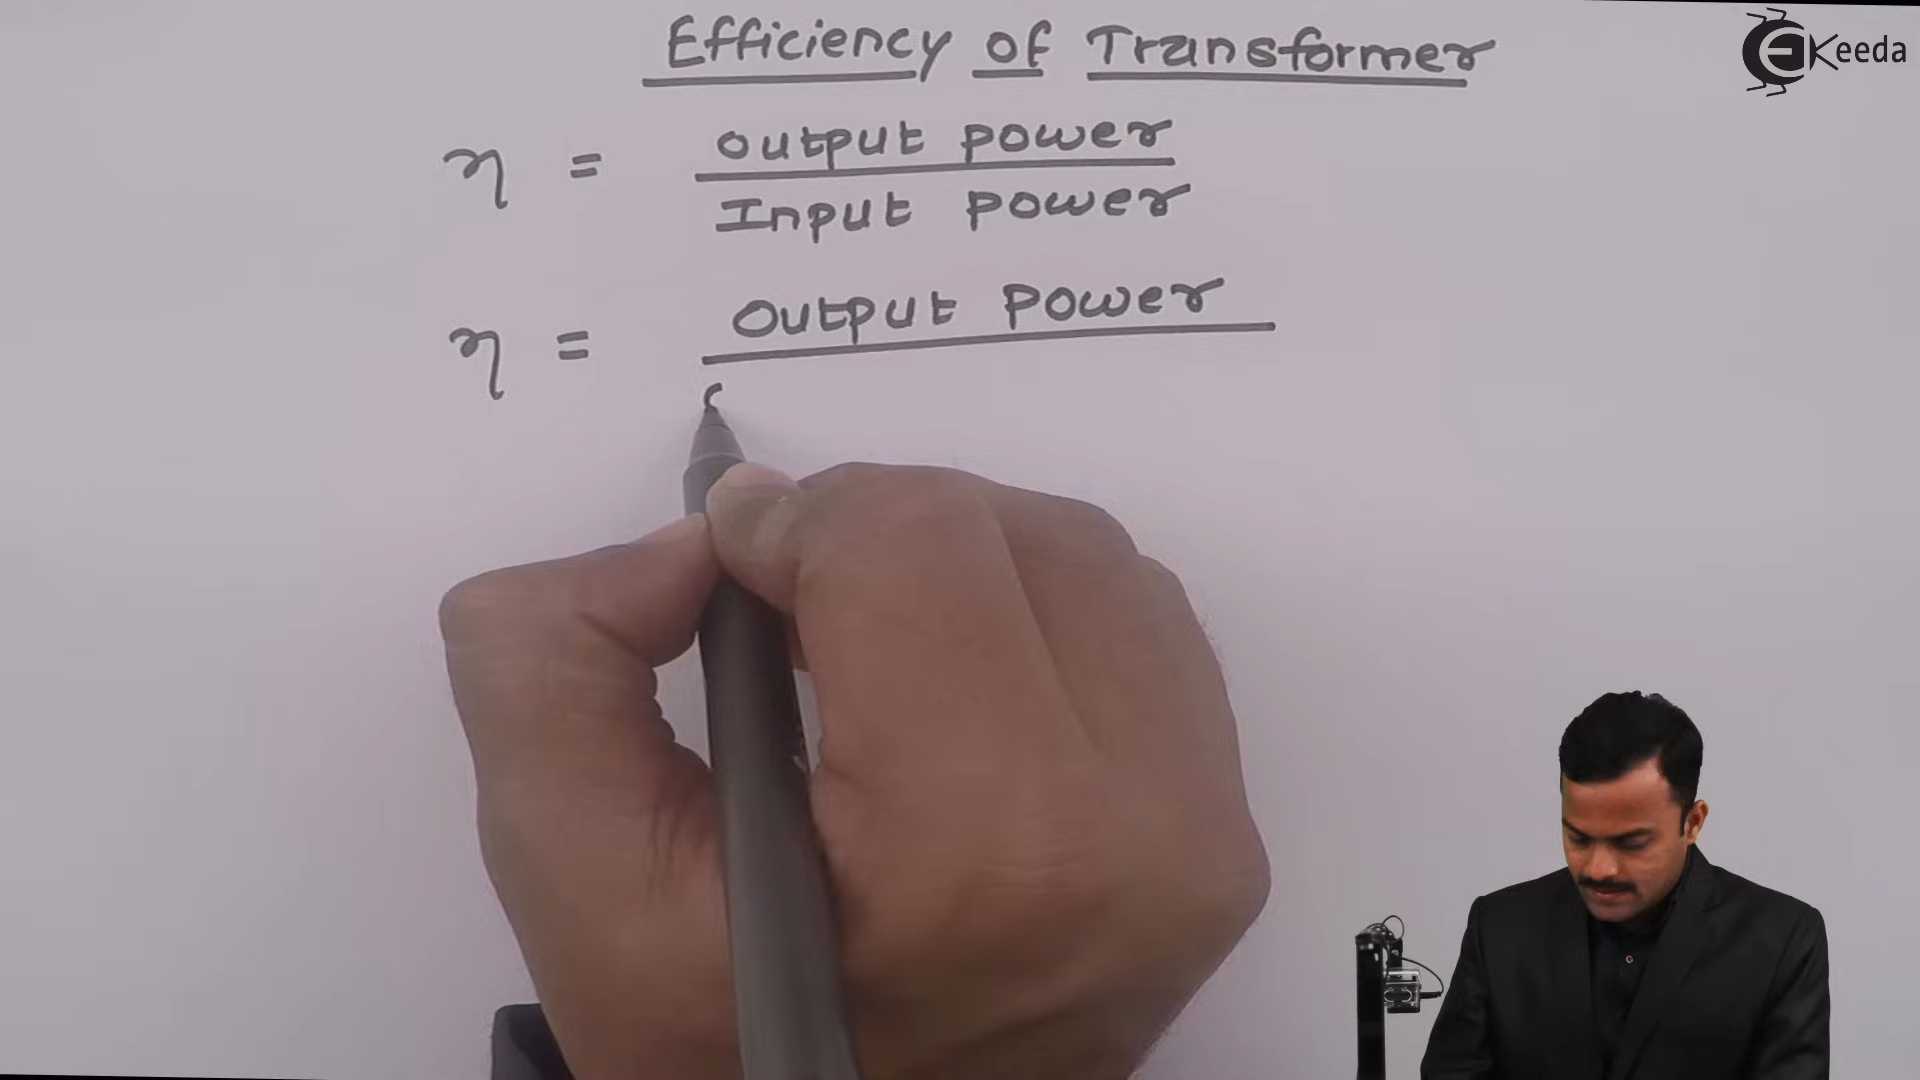 Efficiency of Transformer
EKeeda
η = output power
Input power
η = Output Power